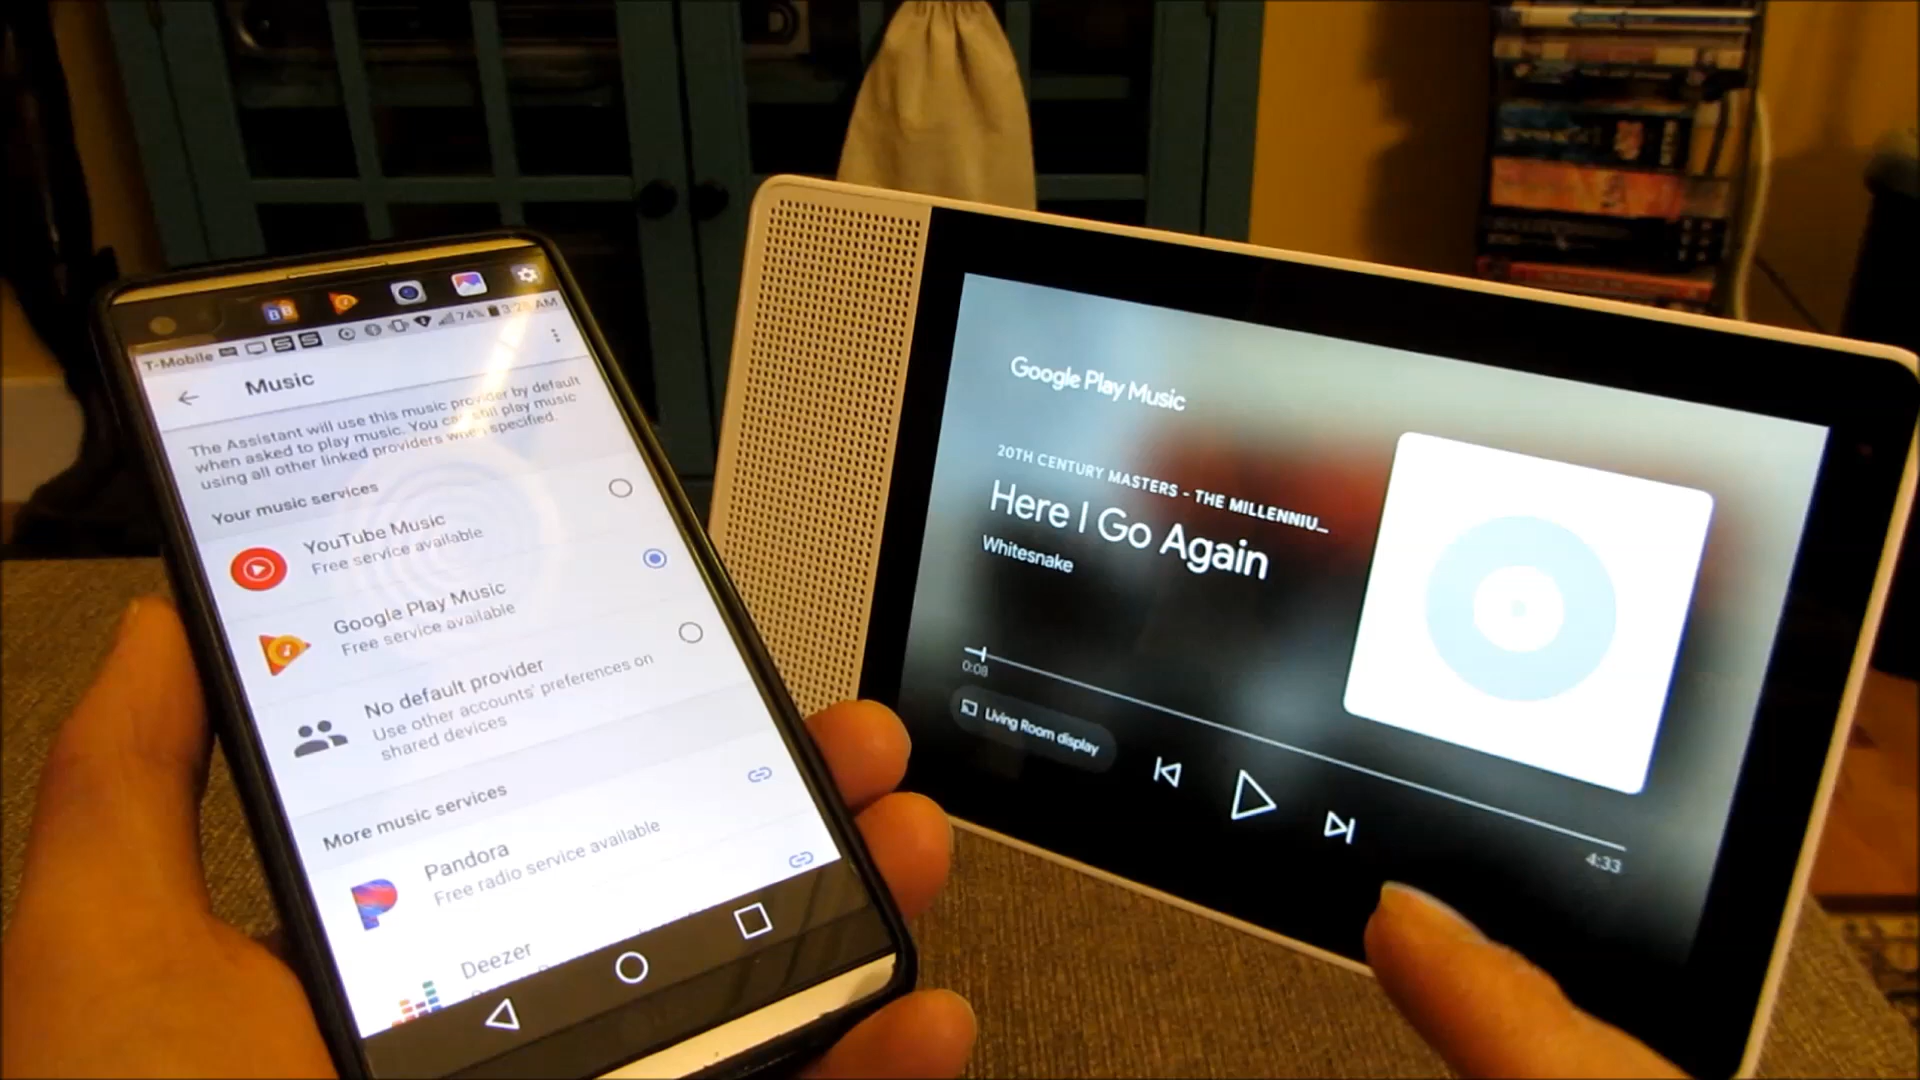 T-Mobile
74%
Music
The Assistant will use this music provider by default
when asked to play music. You can still play music
using all other linked providers when specified.
Your music services
YouTube Music
Free service available
Google Play Music
Free service available
No default provider
Use other accounts' preferences on
shared devices
More music services
Pandora
Free radio service available
Deezer
Google Play Music
20TH CENTURY MASTERS - THE MILLENNIU...
Here I Go Again
Whitesnake
0:08
Living Room display
4:33